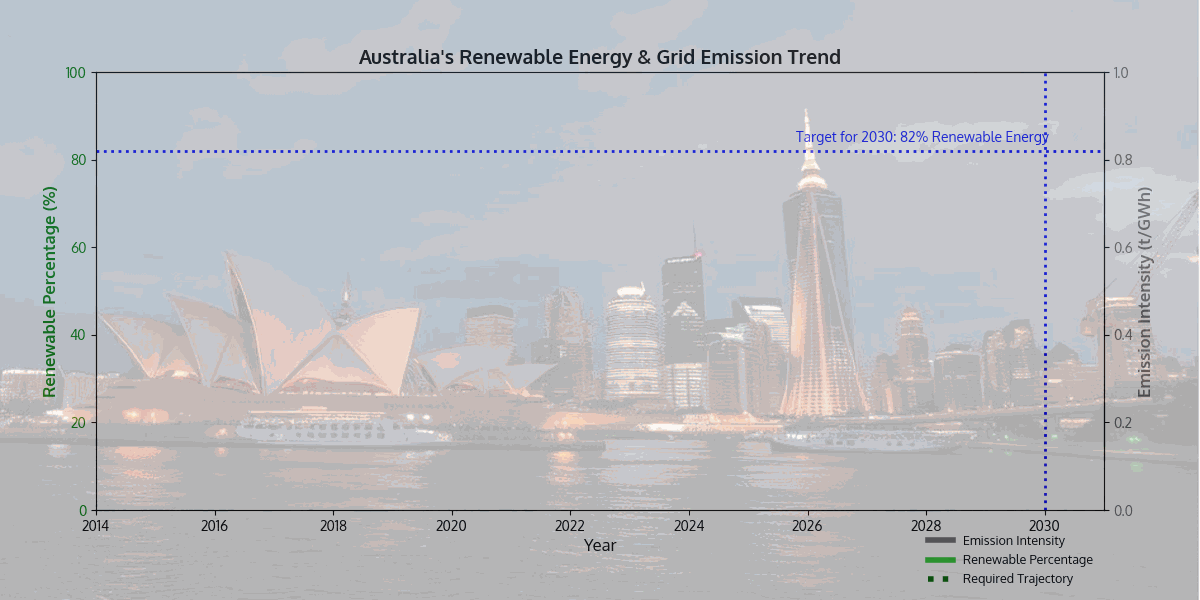 Australia's Renewable Energy & Grid Emission Trend
100
80
60
40
20
0
Renewable Percentage (%)
Target for 2030: 82% Renewable Energy
1.0
0.8
0.6
0.4
0.2
0.0
Emission Intensity (t/GWh)
2014 2016 2018 2020 2022 2024 2026 2028 2030
Year
Emission Intensity
Renewable Percentage
Required Trajectory